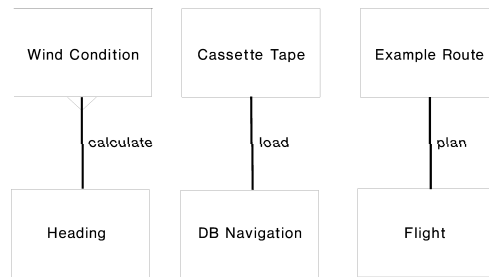 Wind Condition
Cassette Tape
Example Route
calculate
load
plan
Heading
DB Navigation
Flight